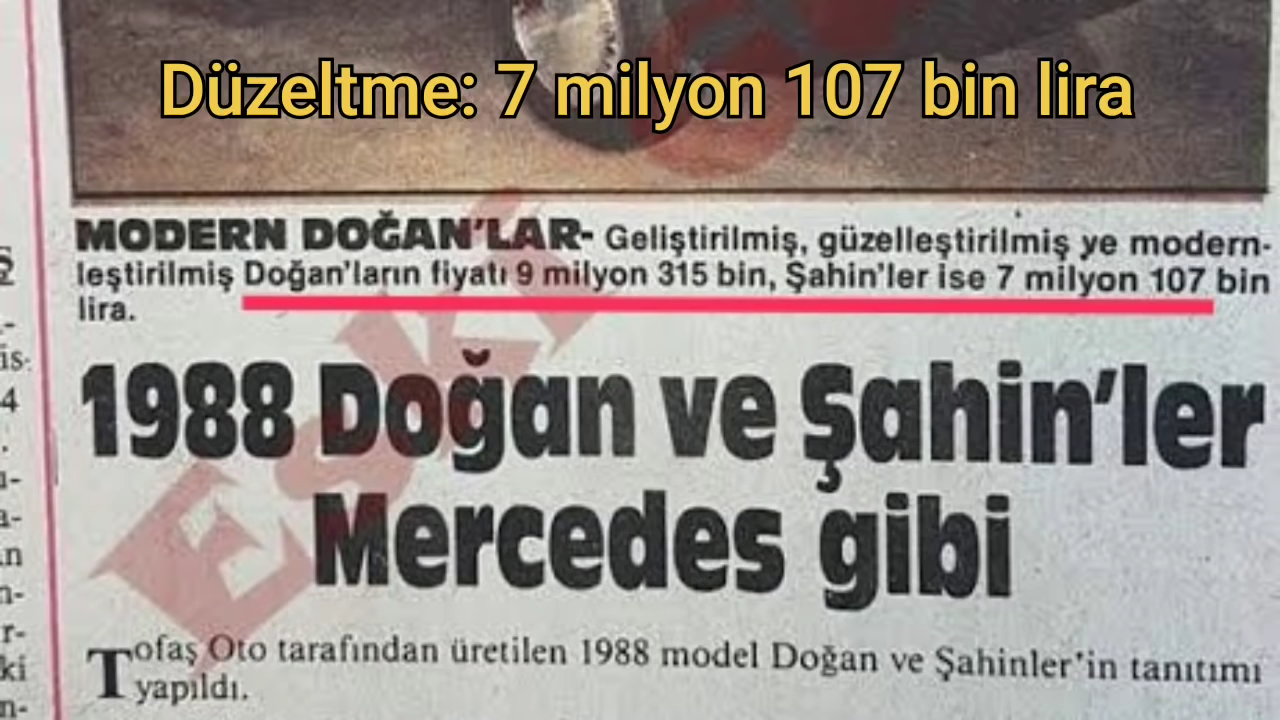 Düzeltme: 7 milyon 107 bin lira
MODERN DOĞAN'LAR- Geliştirilmiş, güzelleştirilmiş ye modern-
leştirilmiş Doğan'ların fiyatı 9 milyon 315 bin, Şahin'ler ise 7 milyon 107 bin
lira.
1988 Doğan ve Şahin'ler
Mercedes gibi
Tofaş Oto tarafından üretilen 1988 model Doğan ve Şahinler'in tanıtımı
yapıldı.
ESKİ